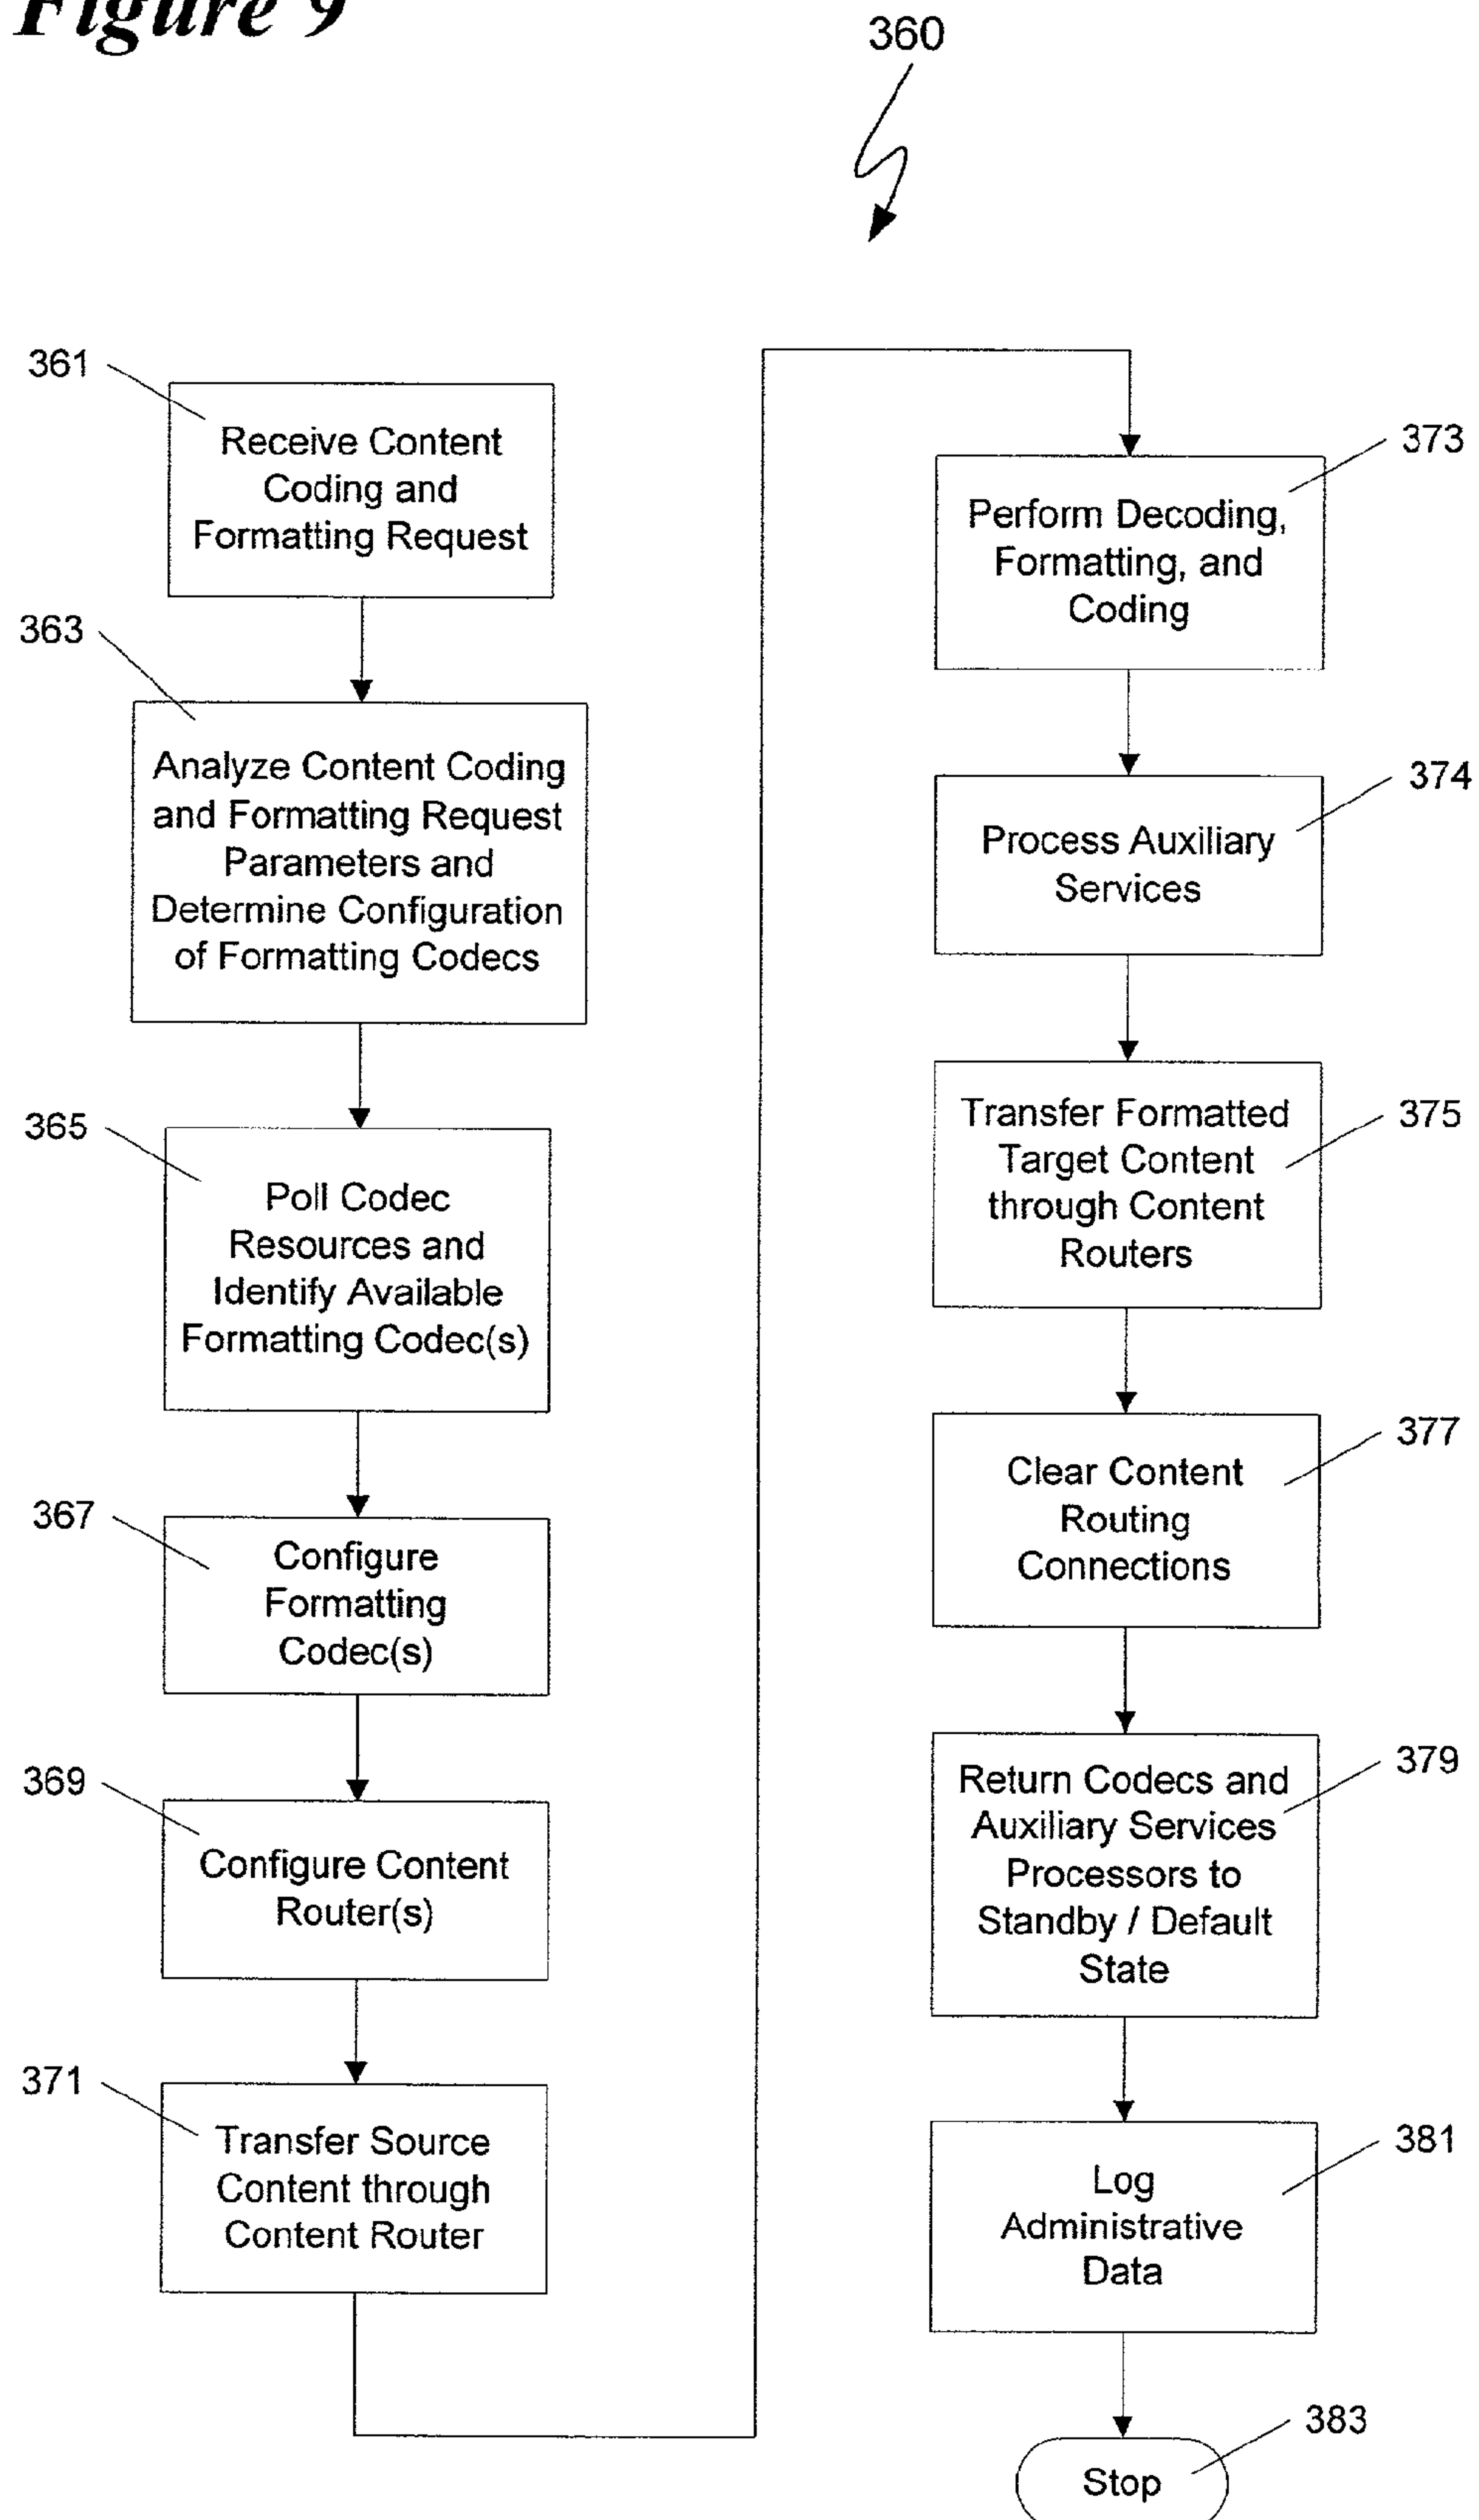 Figure 9
360
361
Receive Content
Coding and
Formatting Request
363
Analyze Content Coding
and Formatting Request
Parameters and
Determine Configuration
of Formatting Codecs
365
Poll Codec
Resources and
Identify Available
Formatting Codec(s)
367
Configure
Formatting
Codec(s)
369
Configure Content
Router(s)
371
Transfer Source
Content through
Content Router
373
Perform Decoding,
Formatting, and
Coding
374
Process Auxiliary
Services
375
Transfer Formatted
Target Content
through Content
Routers
377
Clear Content
Routing
Connections
379
Return Codecs and
Auxiliary Services
Processors to
Standby / Default
State
381
Log
Administrative
Data
383
Stop